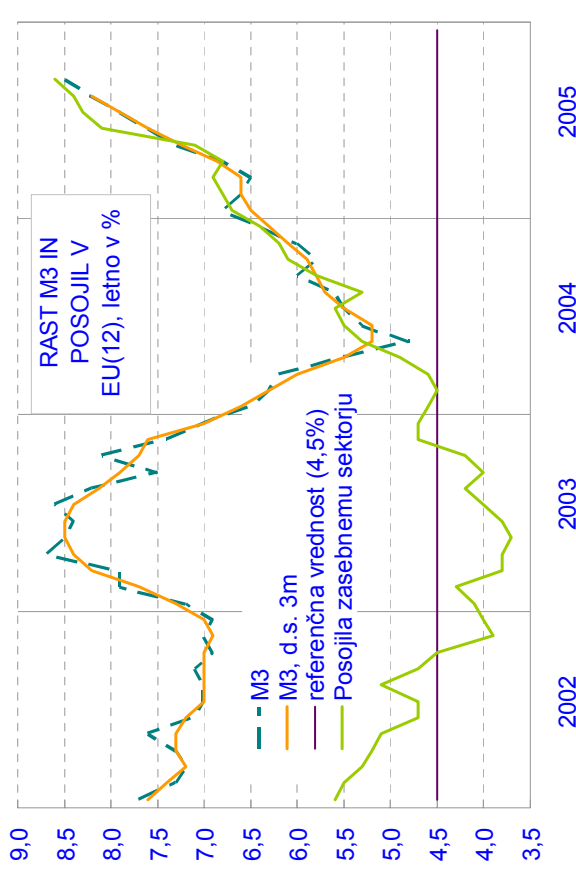 RAST M3 IN
POSOJIL V
EU(12), letno v %
9,0
8,5
8,0
7,5
7,0
6,5
6,0
5,5
5,0
4,5
4,0
3,5
M3
M3, d.s. 3m
referenčna vrednost (4,5%)
Posojila zasebnemu sektorju
2002
2003
2004
2005